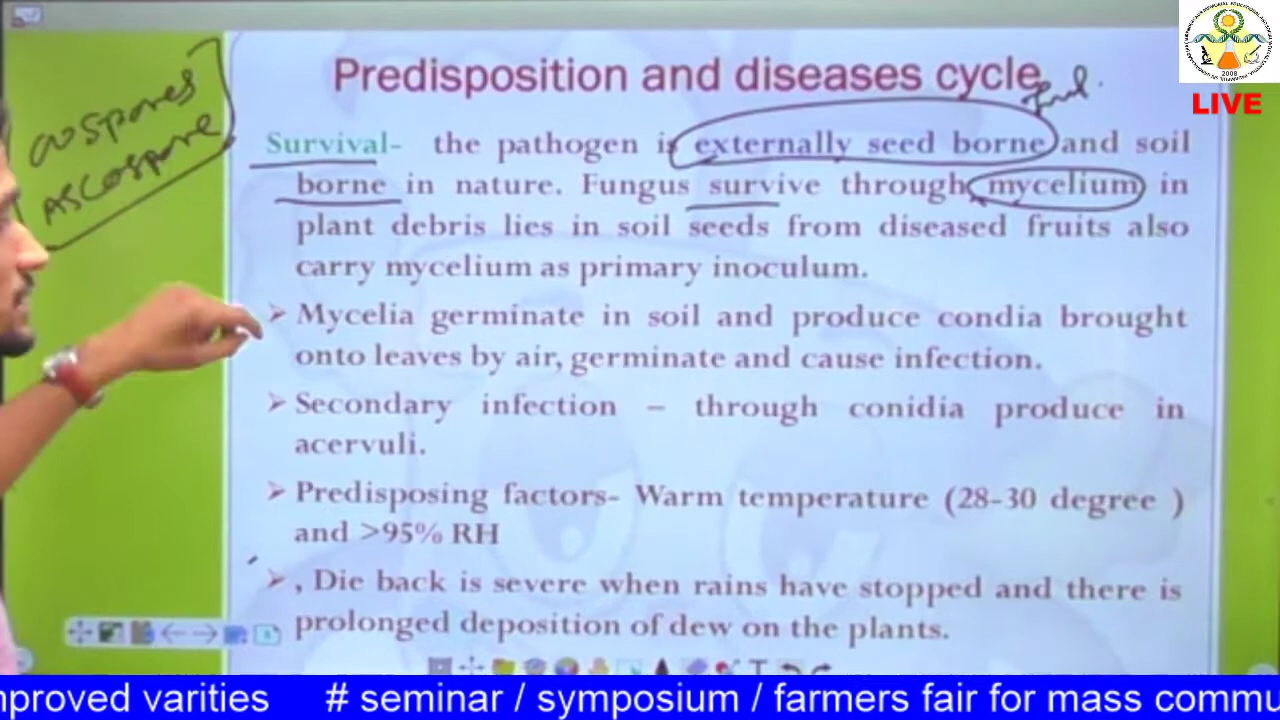 Predisposition and diseases cycle
oospores
Ascospore
Survival- the pathogen is externally seed borne and soil
borne in nature. Fungus survive through mycelium in
plant debris lies in soil seeds from diseased fruits also
carry mycelium as primary inoculum.
➢ Mycelia germinate in soil and produce condia brought
onto leaves by air, germinate and cause infection.
➢ Secondary infection – through conidia produce in
acervuli.
➢ Predisposing factors- Warm temperature (28-30 degree )
and >95% RH
➢ , Die back is severe when rains have stopped and there is
prolonged deposition of dew on the plants.
2008
LIVE
mproved varities # seminar / symposium / farmers fair for mass commu